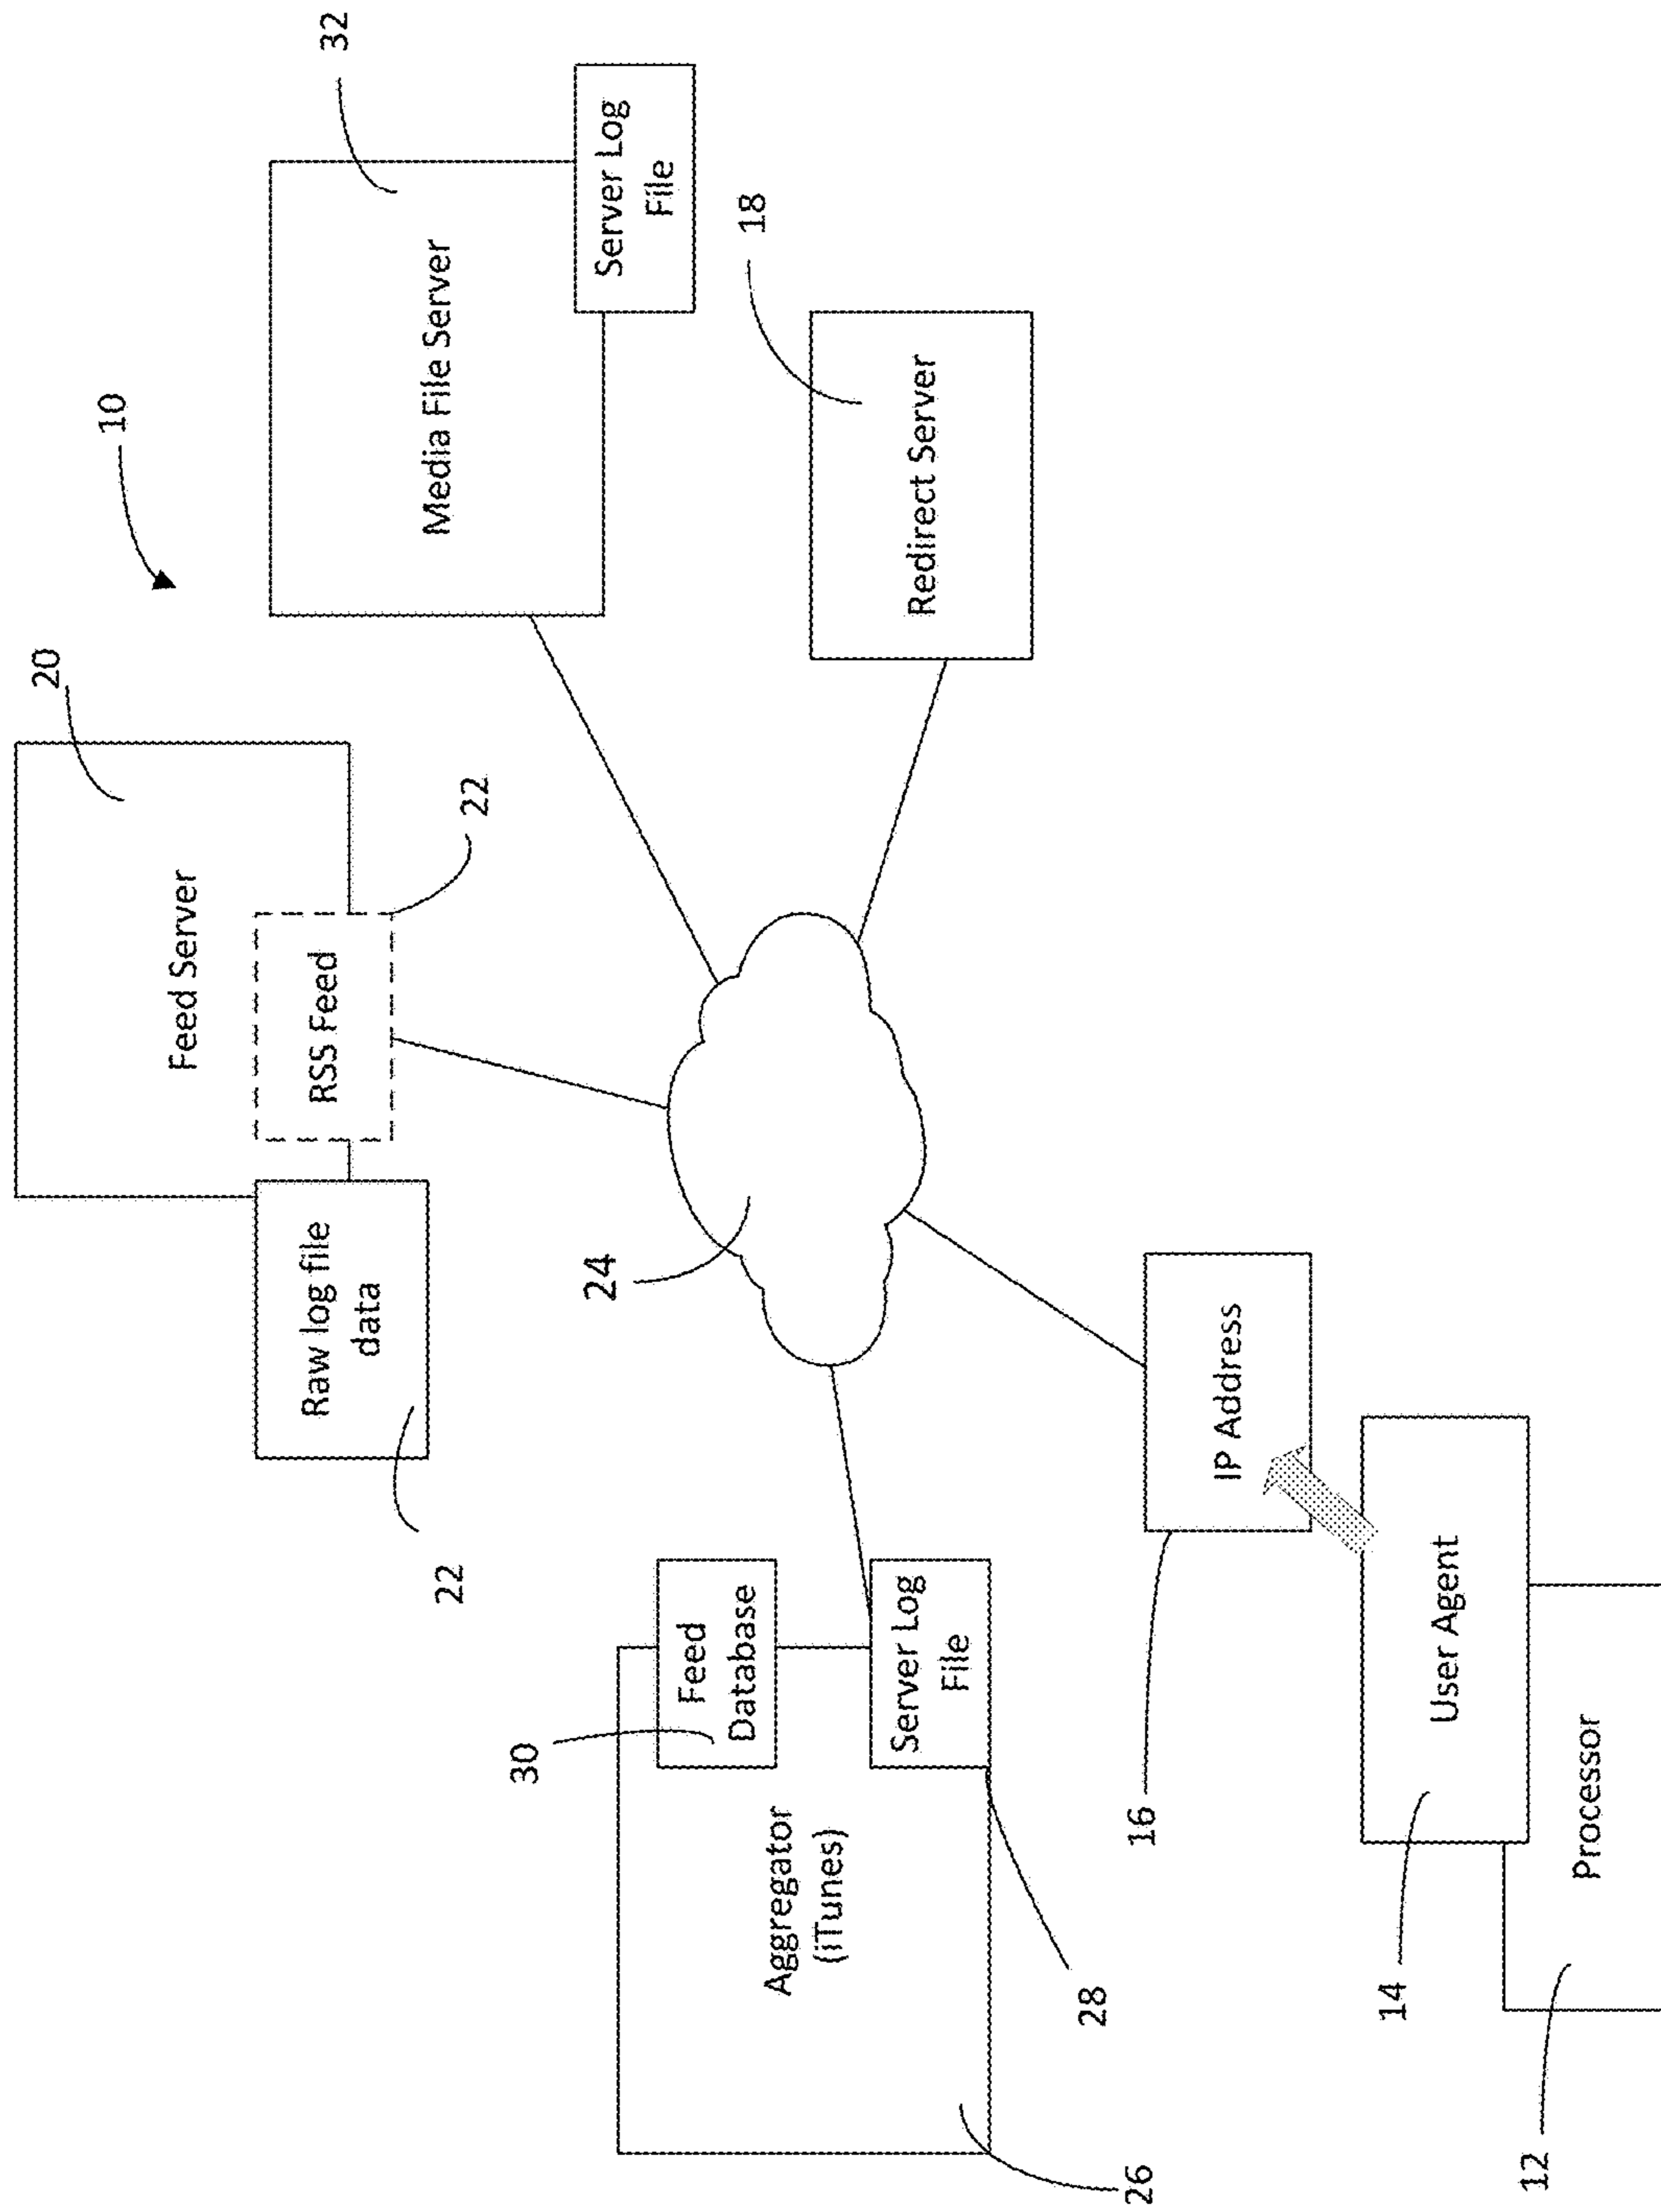 20
10
32
Feed Server
RSS Feed
22
Raw log file
data
22
Media File Server
Server Log
File
18
Redirect Server
24
30
Feed
Database
Aggregator
(iTunes)
Server Log
File
26
28
16
IP Address
14
User Agent
12
Processor